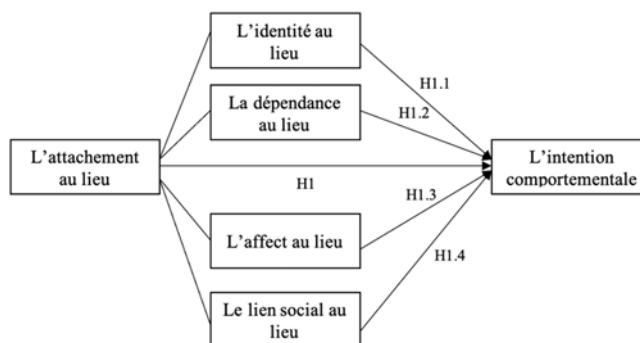 L'identité au
lieu
H1.1
La dépendance
au lieu
H1.2
L'attachement
au lieu
H1
L'intention
comportementale
H1.3
L'affect au lieu
H1.4
Le lien social au
lieu